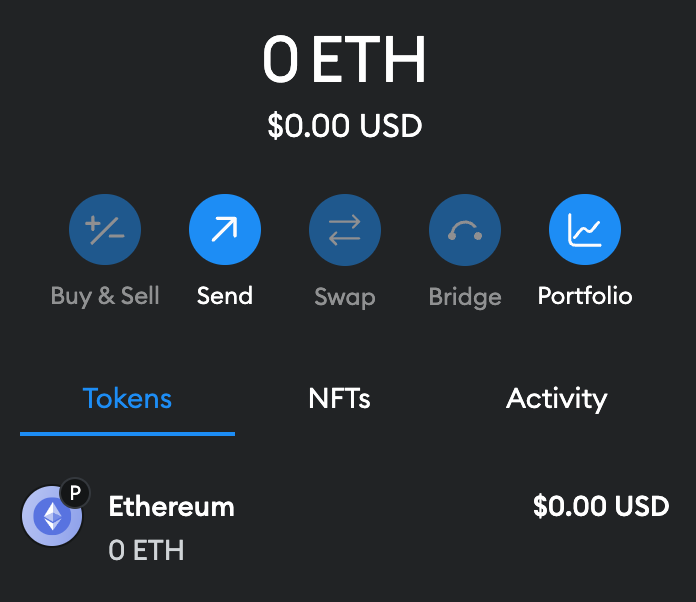 0 ETH
$0.00 USD
Buy & Sell Send Swap Bridge Portfolio
Tokens NFTs Activity
P
Ethereum $0.00 USD
0 ETH